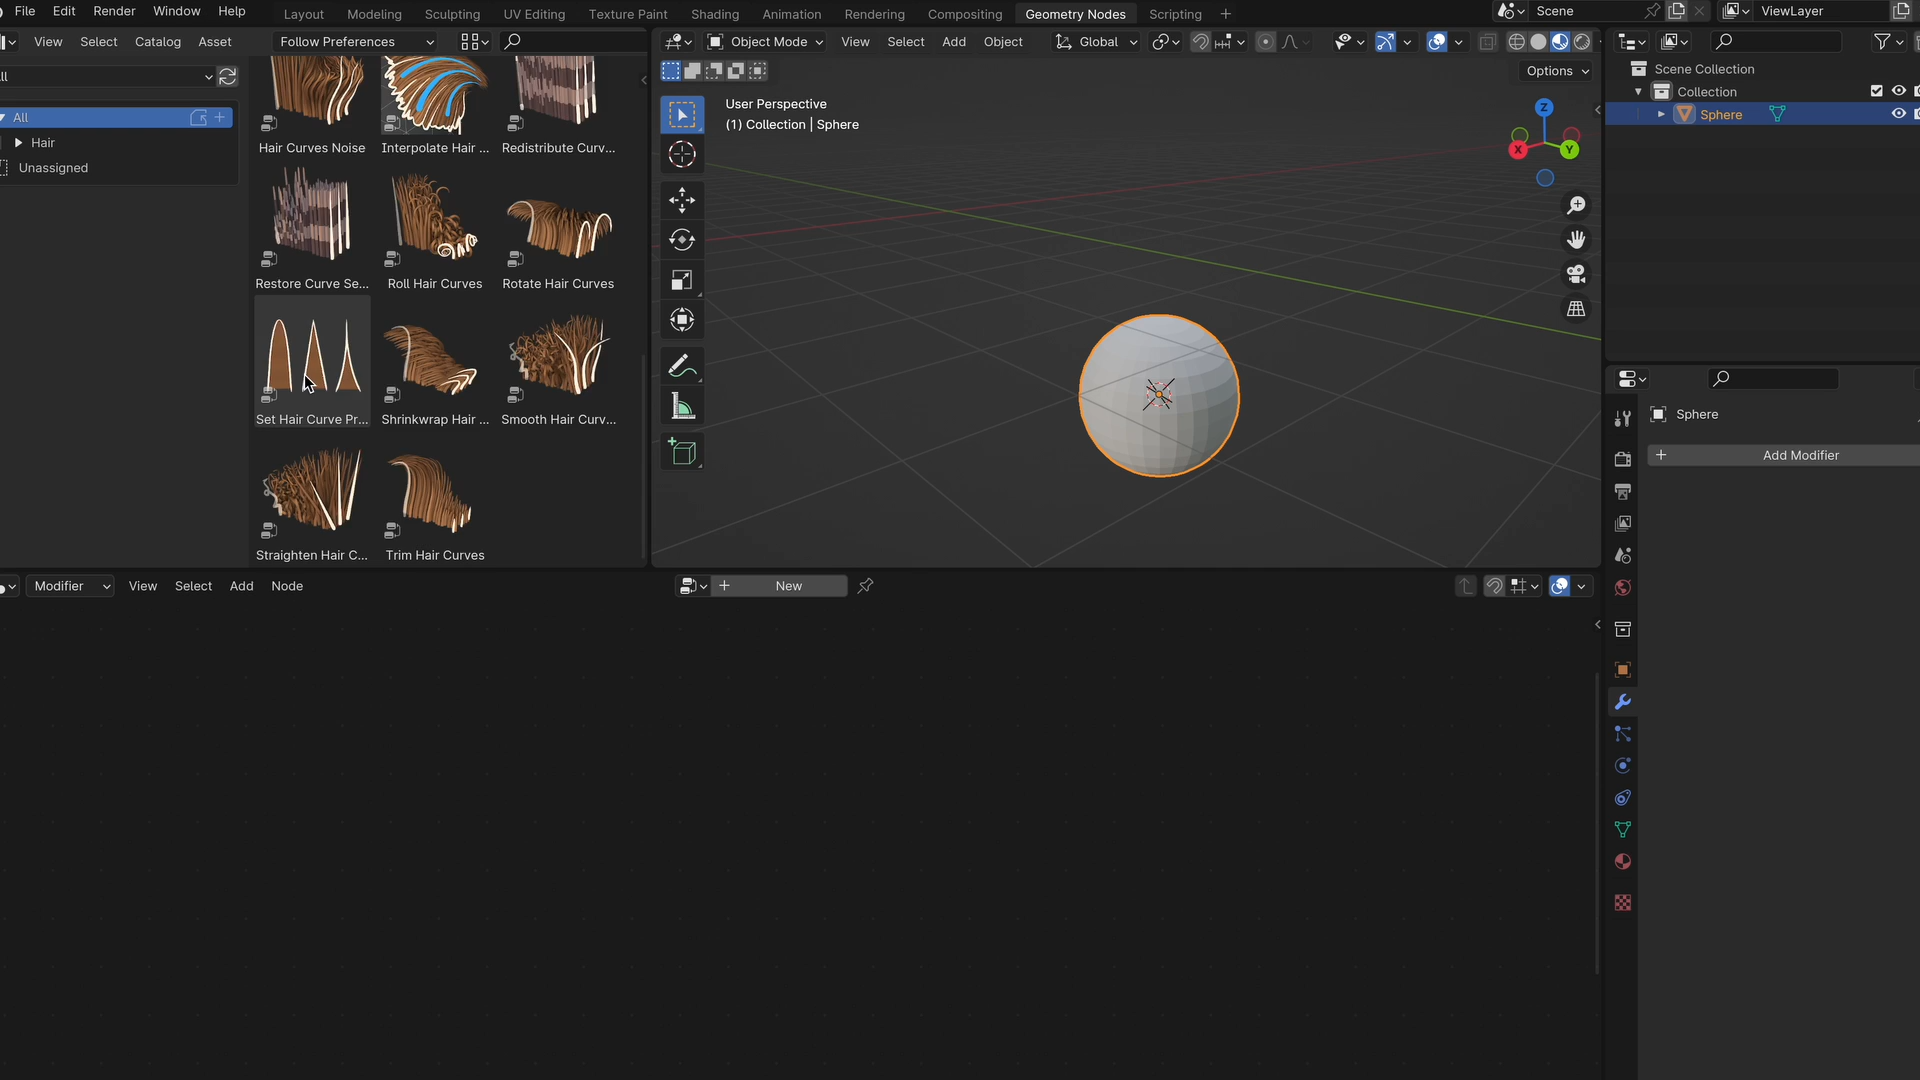 File Edit Render Window Help
Layout Modeling Sculpting UV Editing Texture Paint Shading Animation Rendering Compositing Geometry Nodes Scripting +
Scene
ViewLayer
View Select Catalog Asset
Follow Preferences
Object Mode View Select Add Object
Global
Options
ll
All
Hair
Unassigned
Hair Curves Noise
Interpolate Hair ...
Redistribute Curv...
Restore Curve Se...
Roll Hair Curves
Rotate Hair Curves
Set Hair Curve Pr...
Shrinkwrap Hair ...
Smooth Hair Curv...
Straighten Hair C...
Trim Hair Curves
User Perspective
(1) Collection | Sphere
Z
X
Y
Scene Collection
Collection
Sphere
Sphere
+ Add Modifier
Modifier View Select Add Node
+ New